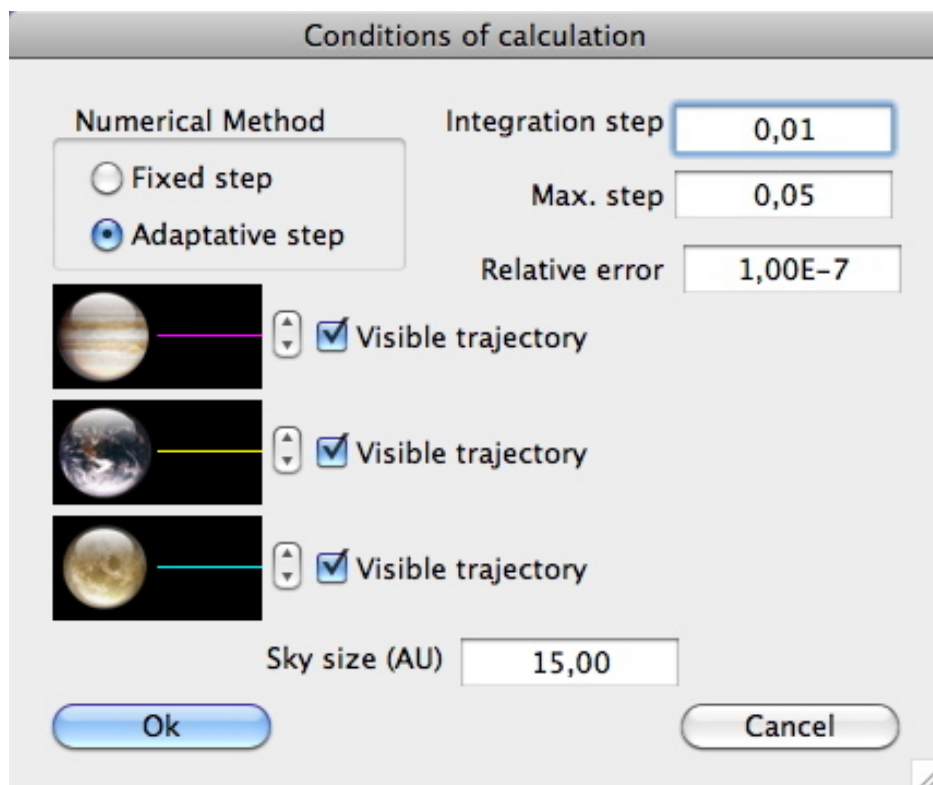 Conditions of calculation
Numerical Method
Integration step 0,01
Fixed step
Max. step 0,05
Adaptative step
Relative error 1,00E-7
Visible trajectory
Visible trajectory
Visible trajectory
Sky size (AU) 15,00
Ok
Cancel